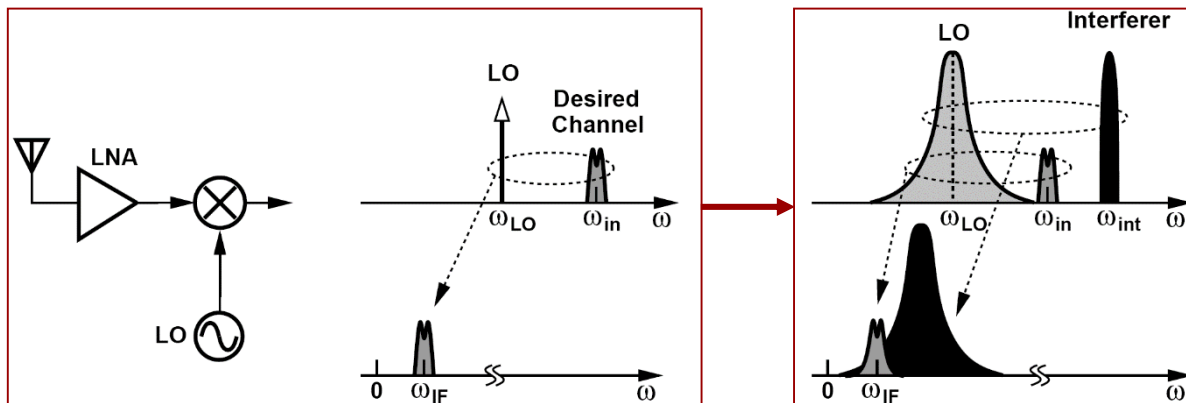 LNA
LO
LO
Desired
Channel
ω_LO
ω_in
ω
0
ω_IF
ω
LO
Interferer
ω_LO
ω_in
ω_int
ω
0
ω_IF
ω